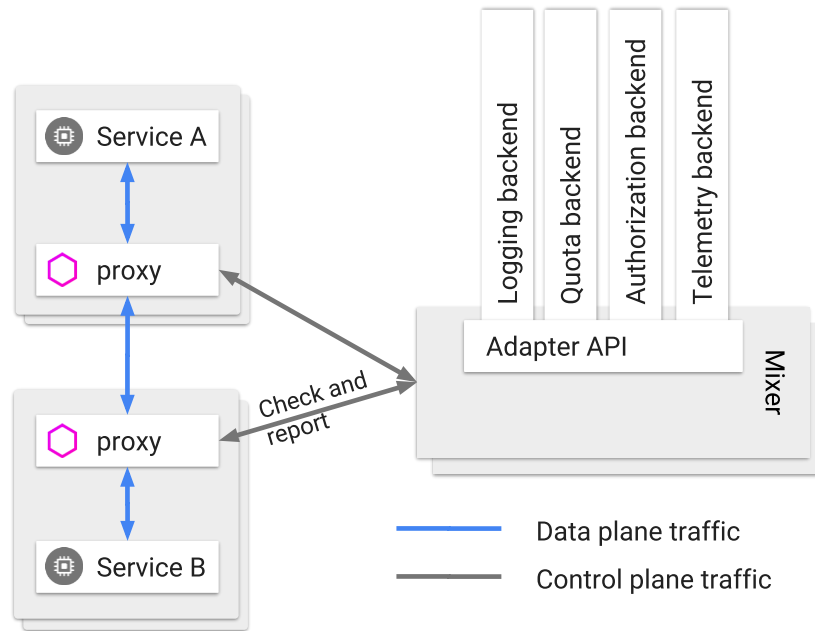 Service A
proxy
proxy
Service B
Check and
report
Logging backend
Quota backend
Authorization backend
Telemetry backend
Adapter API
Mixer
Data plane traffic
Control plane traffic